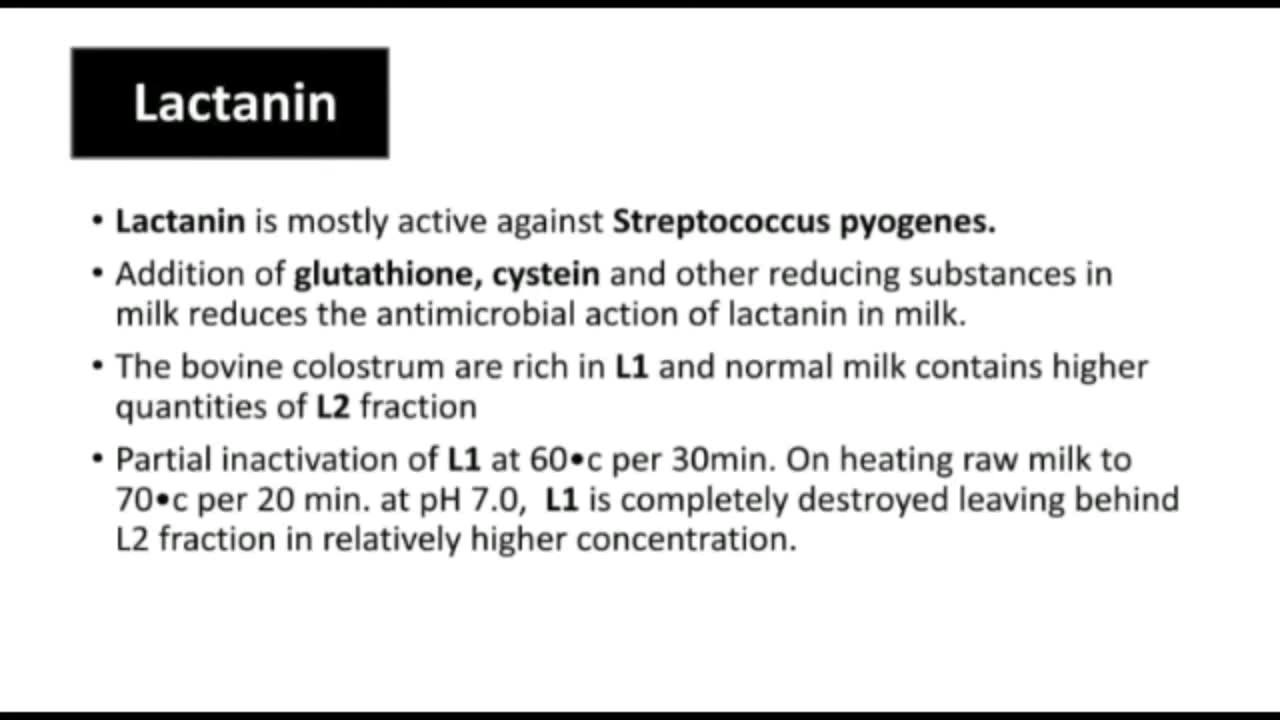 Lactanin
• Lactanin is mostly active against Streptococcus pyogenes.
• Addition of glutathione, cystein and other reducing substances in
milk reduces the antimicrobial action of lactanin in milk.
• The bovine colostrum are rich in L1 and normal milk contains higher
quantities of L2 fraction
• Partial inactivation of L1 at 60•c per 30min. On heating raw milk to
70•c per 20 min. at pH 7.0, L1 is completely destroyed leaving behind
L2 fraction in relatively higher concentration.